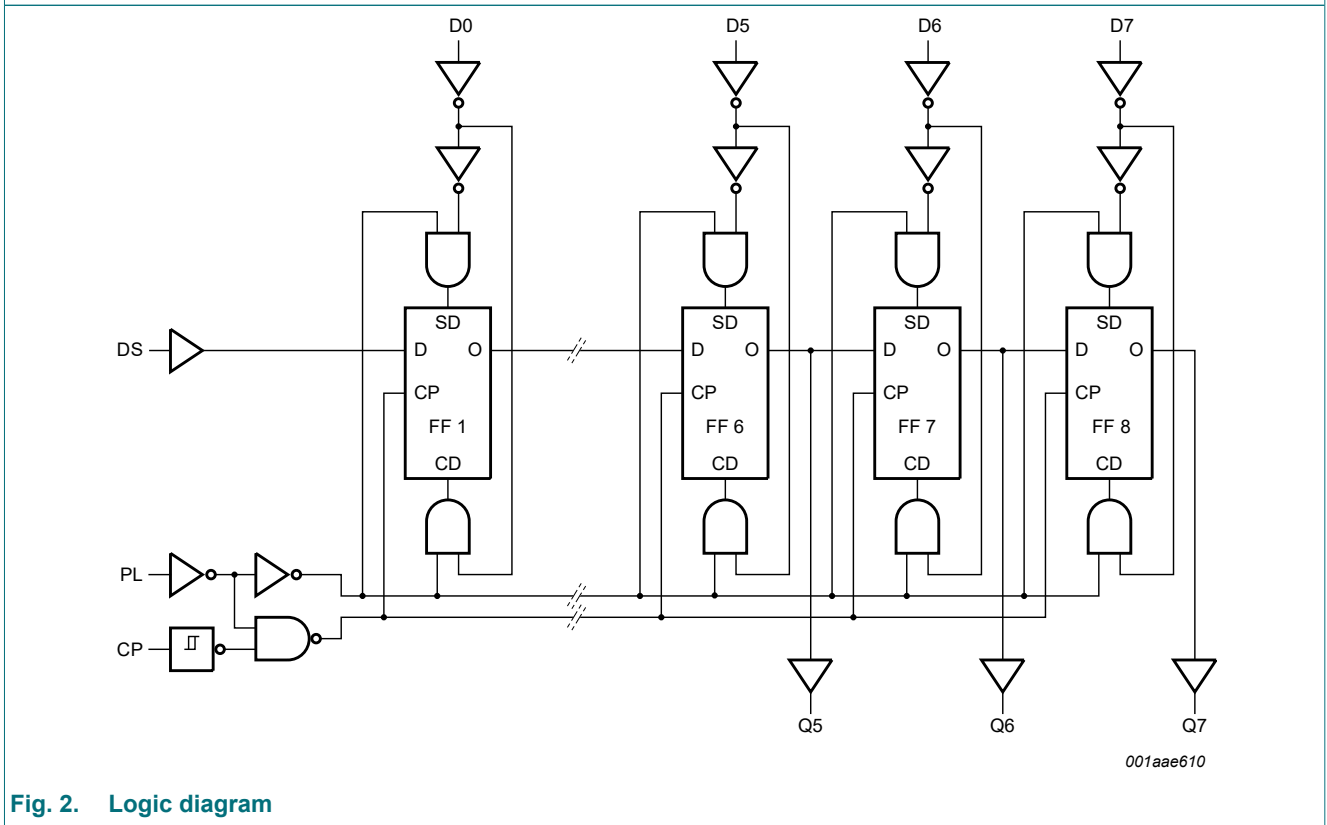 D0 D5 D6 D7
SD SD SD SD
DS D O D O D O D O
CP CP CP CP
FF 1 FF 6 FF 7 FF 8
CD CD CD CD
PL
CP
Q5 Q6 Q7
001aae610
Fig. 2. Logic diagram